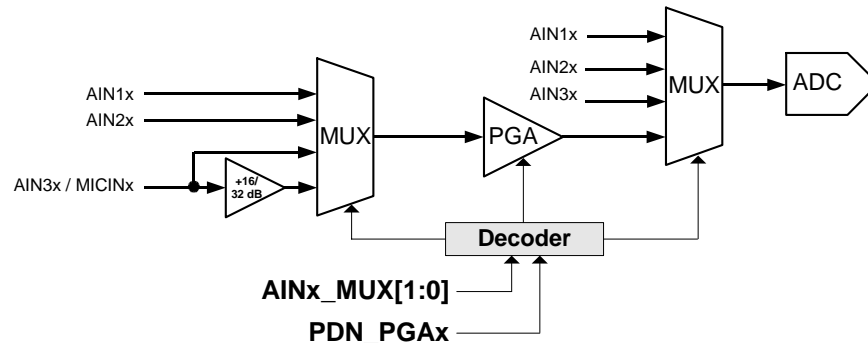 AIN1x
AIN2x
AIN3x
MUX
ADC
AIN1x
AIN2x
MUX
PGA
AIN3x / MICINx
+16/
32 dB
Decoder
AINx_MUX[1:0]
PDN_PGAx